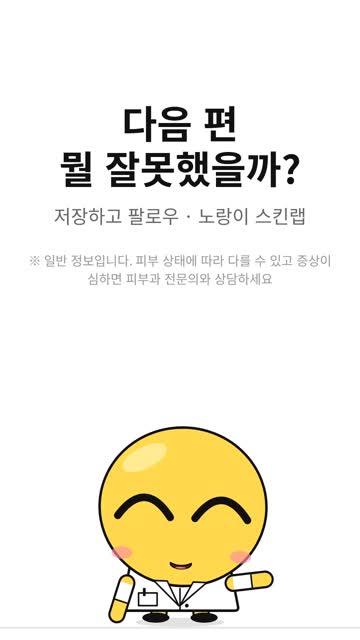 다음 편
뭘 잘못했을까?
저장하고 팔로우 · 노랑이 스킨랩
※ 일반 정보입니다. 피부 상태에 따라 다를 수 있고 증상이
심하면 피부과 전문의와 상담하세요